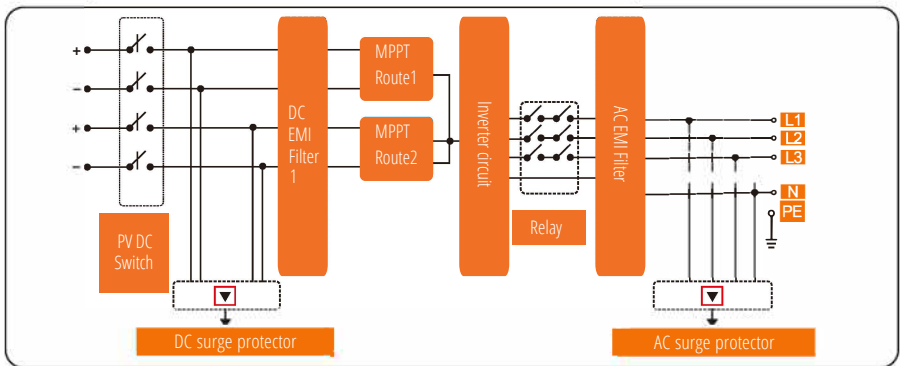 +
−
+
−
PV DC
Switch
DC surge protector
DC
EMI
Filter
1
MPPT
Route1
MPPT
Route2
Inverter circuit
Relay
AC EMI Filter
L1
L2
L3
N
PE
AC surge protector